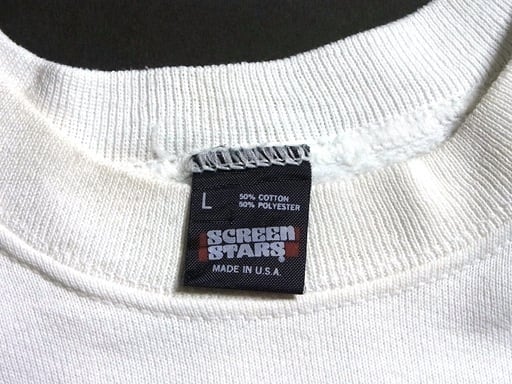 L
50% COTTON
50% POLYESTER
SCREEN
STARS
MADE IN U.S.A.